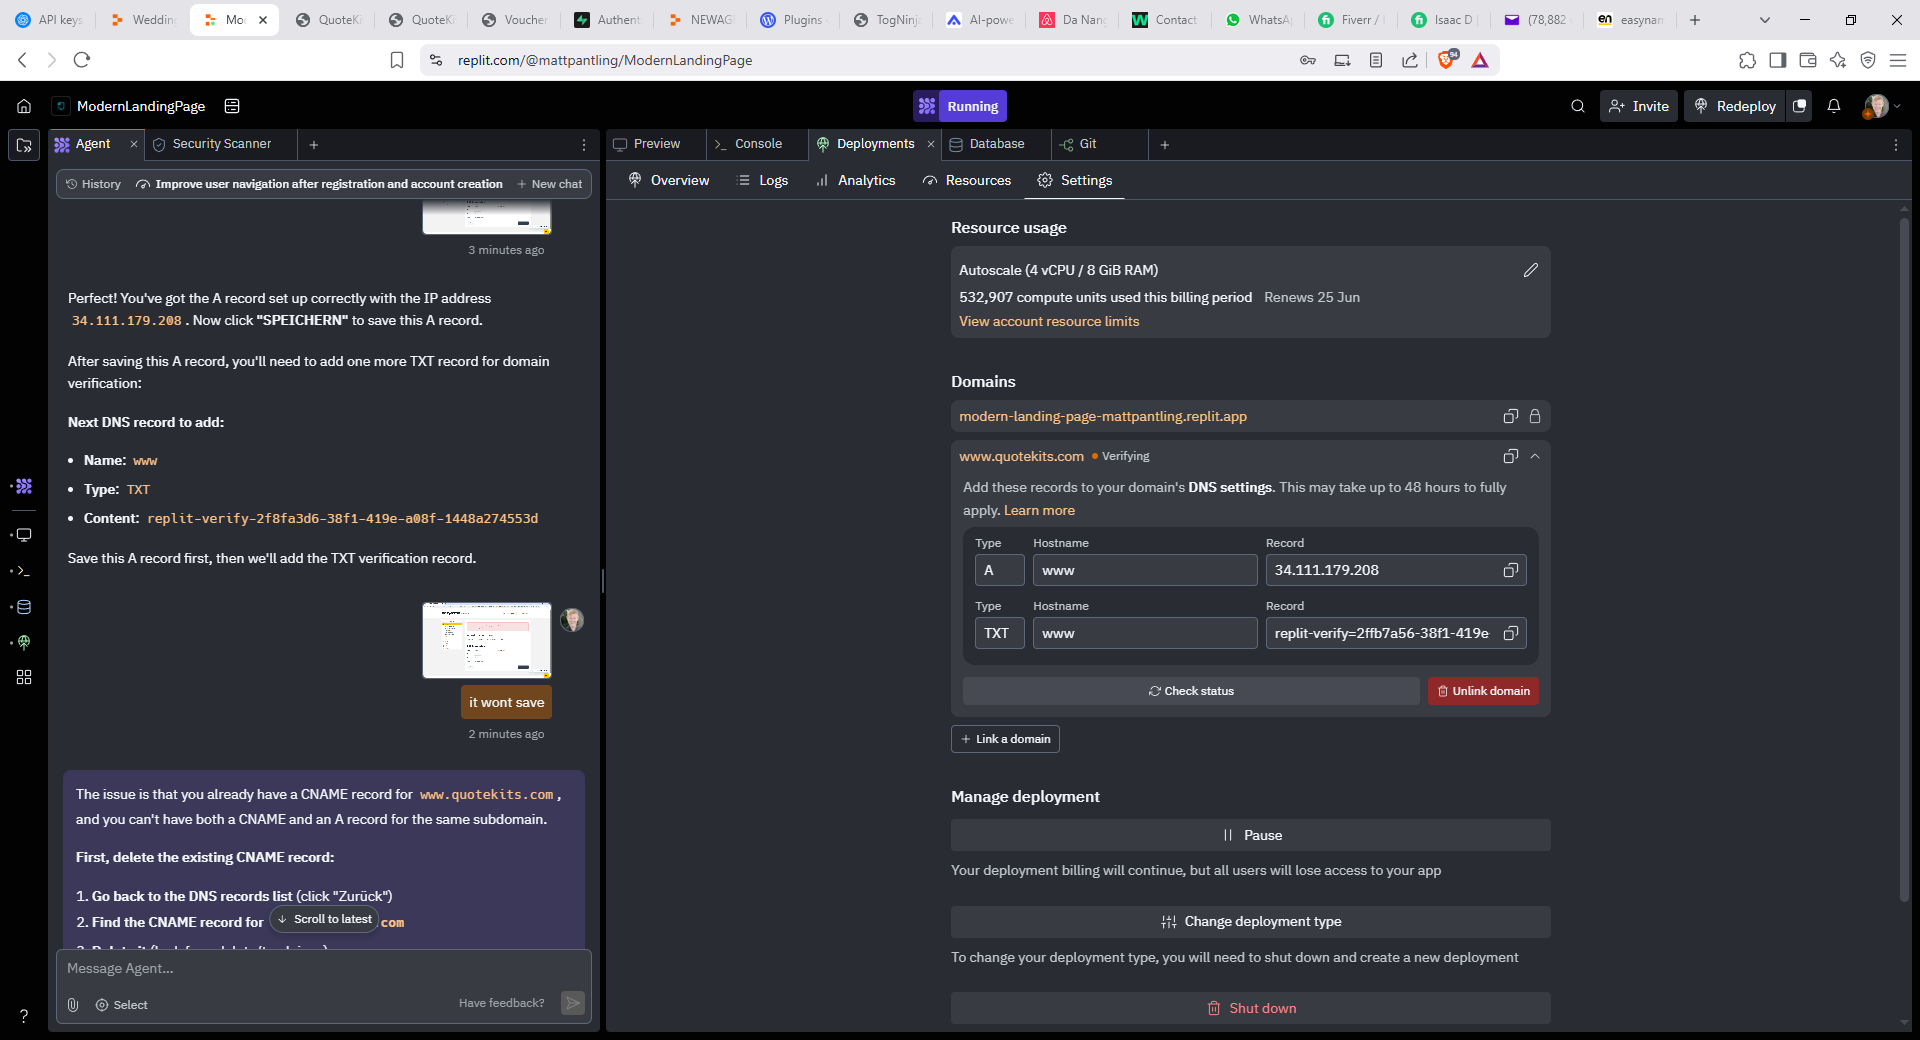 API keys
Weddin
Mo
QuoteKi
QuoteKi
Voucher
Authent
NEWAG
Plugins
TogNinja
AI-powe
Da Nang
Contact
WhatsA
Fiverr /
Isaac D
(78,882
easynam
replit.com/@mattpantling/ModernLandingPage
ModernLandingPage
Running
Invite
Redeploy
Agent
Security Scanner
Preview
Console
Deployments
Database
Git
History
Improve user navigation after registration and account creation
New chat
Overview
Logs
Analytics
Resources
Settings
3 minutes ago
Perfect! You've got the A record set up correctly with the IP address
34.111.179.208. Now click "SPEICHERN" to save this A record.
After saving this A record, you'll need to add one more TXT record for domain
verification:
Next DNS record to add:
• Name: www
• Type: TXT
• Content: replit-verify-2f8fa3d6-38f1-419e-a08f-1448a274553d
Save this A record first, then we'll add the TXT verification record.
it wont save
2 minutes ago
The issue is that you already have a CNAME record for www.quotekits.com,
and you can't have both a CNAME and an A record for the same subdomain.
First, delete the existing CNAME record:
1. Go back to the DNS records list (click "Zurück")
2. Find the CNAME record for
com
Scroll to latest
Message Agent...
Select
Have feedback?
Resource usage
Autoscale (4 vCPU / 8 GiB RAM)
532,907 compute units used this billing period Renews 25 Jun
View account resource limits
Domains
modern-landing-page-mattpantling.replit.app
www.quotekits.com • Verifying
Add these records to your domain's DNS settings. This may take up to 48 hours to fully
apply. Learn more
Type Hostname Record
A www 34.111.179.208
Type Hostname Record
TXT www replit-verify=2ffb7a56-38f1-419e
Check status
Unlink domain
+ Link a domain
Manage deployment
Pause
Your deployment billing will continue, but all users will lose access to your app
Change deployment type
To change your deployment type, you will need to shut down and create a new deployment
Shut down